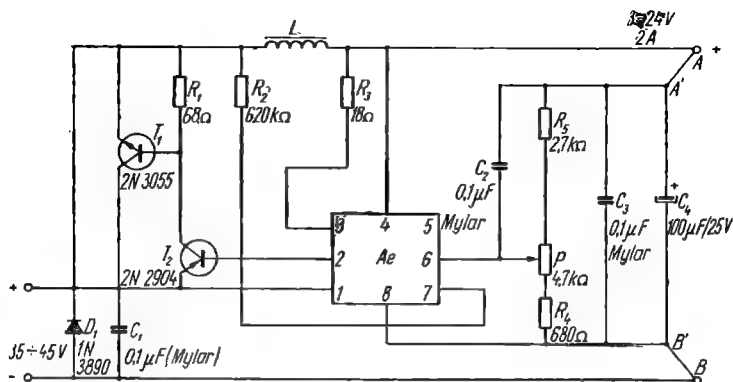 L
3÷24V
2A
+
A
A'
R₁
68Ω
R₂
620kΩ
R₃
18Ω
T₁
2N 3055
C₂
0,1µF
Mylar
R₅
2,7kΩ
C₃
0,1µF
Mylar
+
C₄
100µF/25V
3 4 5
2 Ae 6
1 8 7
T₂
2N 2904
P
4,7kΩ
R₄
680Ω
+
35÷45V
-
D₁
1N
3890
C₁
0,1µF(Mylar)
B'
B
-